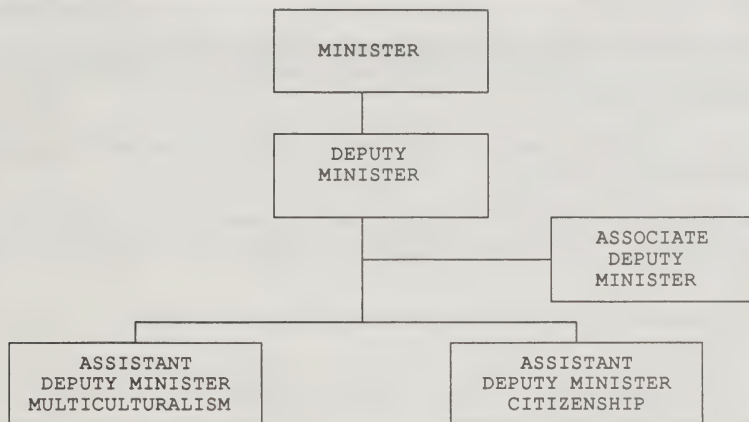 MINISTER
DEPUTY
MINISTER
ASSOCIATE
DEPUTY
MINISTER
ASSISTANT
DEPUTY MINISTER
MULTICULTURALISM
ASSISTANT
DEPUTY MINISTER
CITIZENSHIP